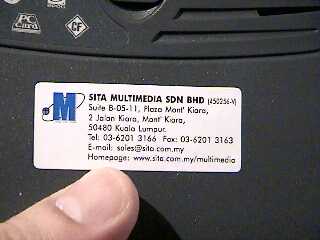 PC
Card
CF
M
SITA MULTIMEDIA SDN BHD (450256-V)
Suite B-05-11, Plaza Mont' Kiara,
2 Jalan Kiara, Mont' Kiara,
50480 Kuala Lumpur.
Tel: 03-6201 3166 Fax: 03-6201 3163
E-mail: sales@sita.com.my
Homepage: www.sita.com.my/multimedia